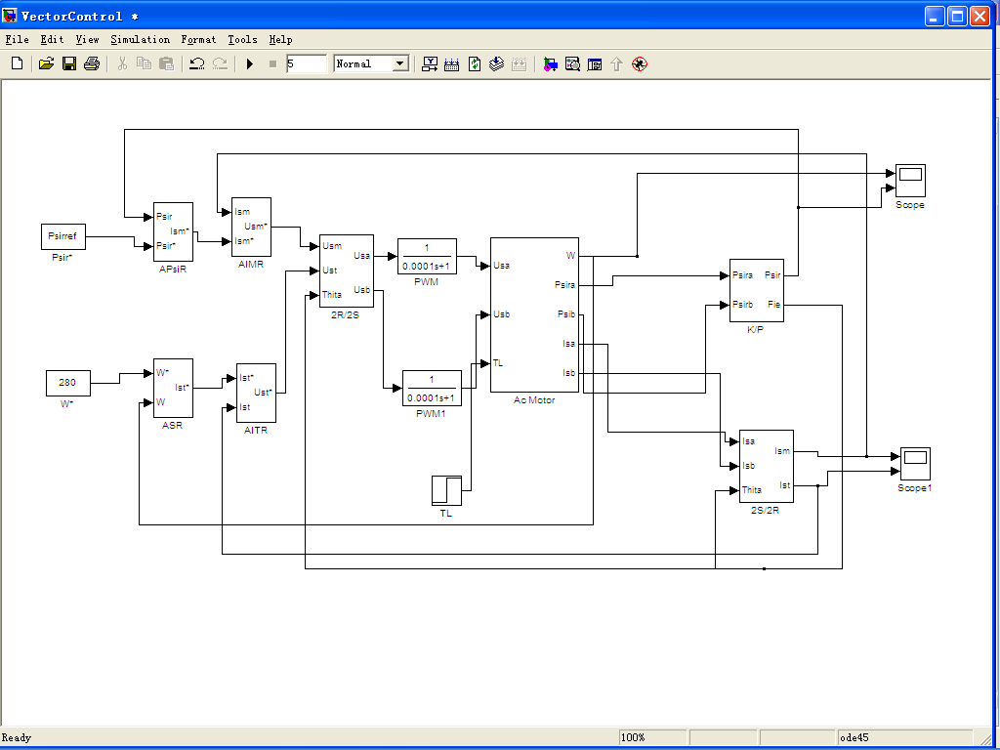 VectorControl *
File Edit View Simulation Format Tools Help
5 Normal
Psirref
Psir*
Psir
Psir*
Ism*
APsiR
Ism
Ism*
Usm*
AIMR
Usm
Ust
Thita
Usa
Usb
2R/2S
1
0.0001s+1
PWM
1
0.0001s+1
PWM1
Usa
Usb
TL
W
Psira
Psib
Isa
Isb
Ac Motor
Psira
Psirb
Psir
Fie
K/P
Scope
280
W*
W*
W
Ist*
ASR
Ist*
Ist
Ust*
AITR
TL
Isa
Isb
Thita
Ism
Ist
2S/2R
Scope1
Ready 100% ode45